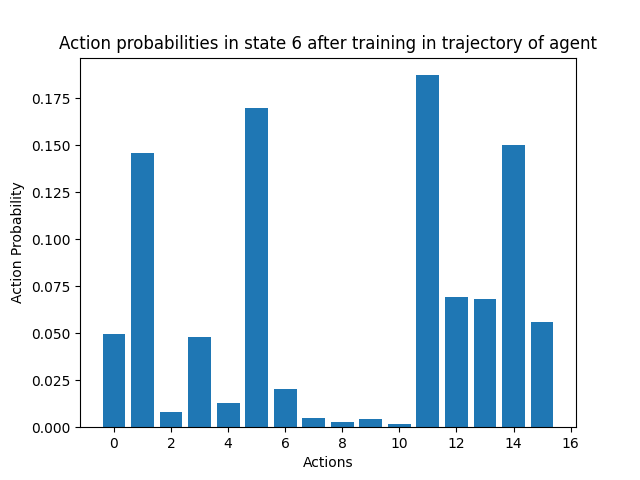 Action probabilities in state 6 after training in trajectory of agent
0.175
0.150
0.125
0.100
0.075
0.050
0.025
0.000
Action Probability
0 2 4 6 8 10 12 14 16
Actions